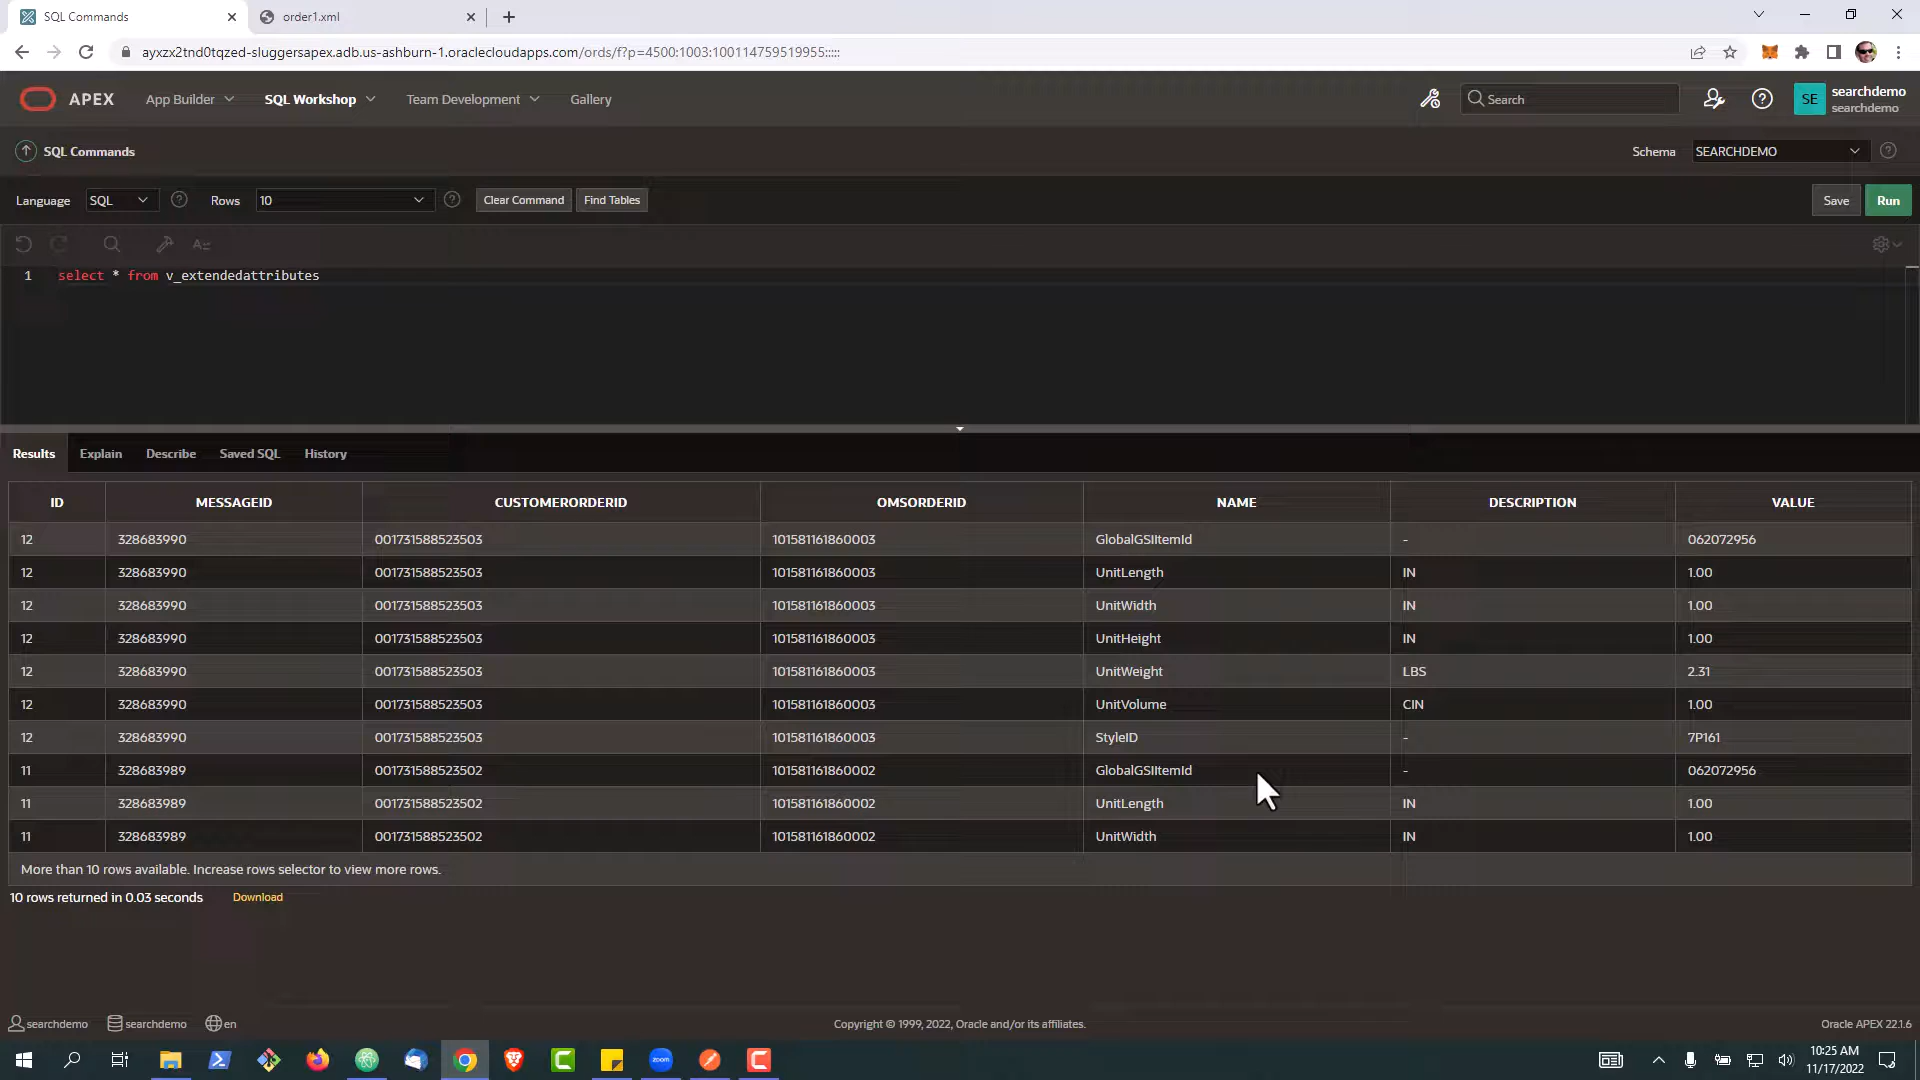 SQL Commands
order1.xml
ayxzx2tnd0tqzed-sluggersapex.adb.us-ashburn-1.oraclecloudapps.com/ords/f?p=4500:1003:100114759519955:::::
APEX App Builder SQL Workshop Team Development Gallery Search SE searchdemo
searchdemo
SQL Commands Schema SEARCHDEMO
Language SQL Rows 10 Clear Command Find Tables Save Run
1 select * from v_extendedattributes
Results Explain Describe Saved SQL History
ID MESSAGEID CUSTOMERORDERID OMSORDERID NAME DESCRIPTION VALUE
12 328683990 001731588523503 101581161860003 GlobalGSIItemId - 062072956
12 328683990 001731588523503 101581161860003 UnitLength IN 1.00
12 328683990 001731588523503 101581161860003 UnitWidth IN 1.00
12 328683990 001731588523503 101581161860003 UnitHeight IN 1.00
12 328683990 001731588523503 101581161860003 UnitWeight LBS 2.31
12 328683990 001731588523503 101581161860003 UnitVolume CIN 1.00
12 328683990 001731588523503 101581161860003 StyleID - 7P161
11 328683989 001731588523502 101581161860002 GlobalGSIItemId - 062072956
11 328683989 001731588523502 101581161860002 UnitLength IN 1.00
11 328683989 001731588523502 101581161860002 UnitWidth IN 1.00
More than 10 rows available. Increase rows selector to view more rows.
10 rows returned in 0.03 seconds Download
searchdemo searchdemo en Copyright © 1999, 2022, Oracle and/or its affiliates. Oracle APEX 22.1.6
zoom
10:25 AM
11/17/2022